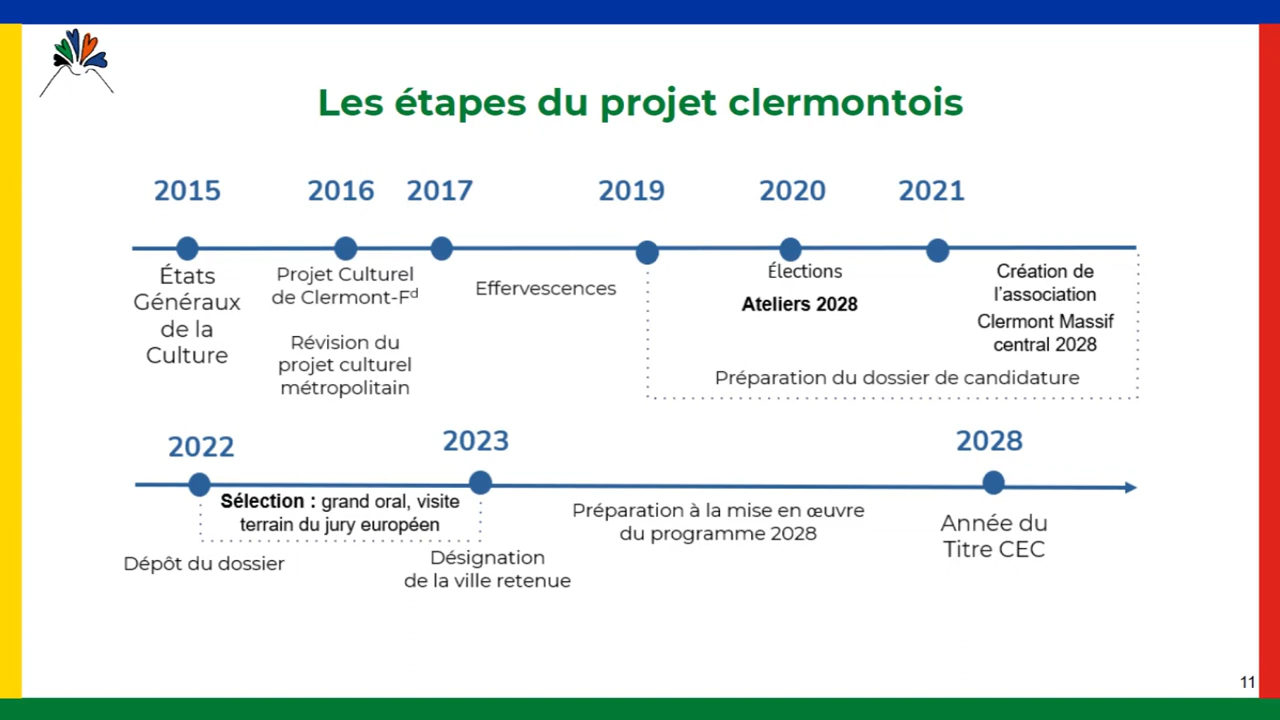 Les étapes du projet clermontois
2015
2016
2017
2019
2020
2021
États
Généraux
de la
Culture
Projet Culturel
de Clermont-Fd
Révision du
projet culturel
métropolitain
Effervescences
Élections
Ateliers 2028
Création de
l'association
Clermont Massif
central 2028
Préparation du dossier de candidature
2022
2023
2028
Sélection : grand oral, visite
terrain du jury européen
Dépôt du dossier
Désignation
de la ville retenue
Préparation à la mise en œuvre
du programme 2028
Année du
Titre CEC
11